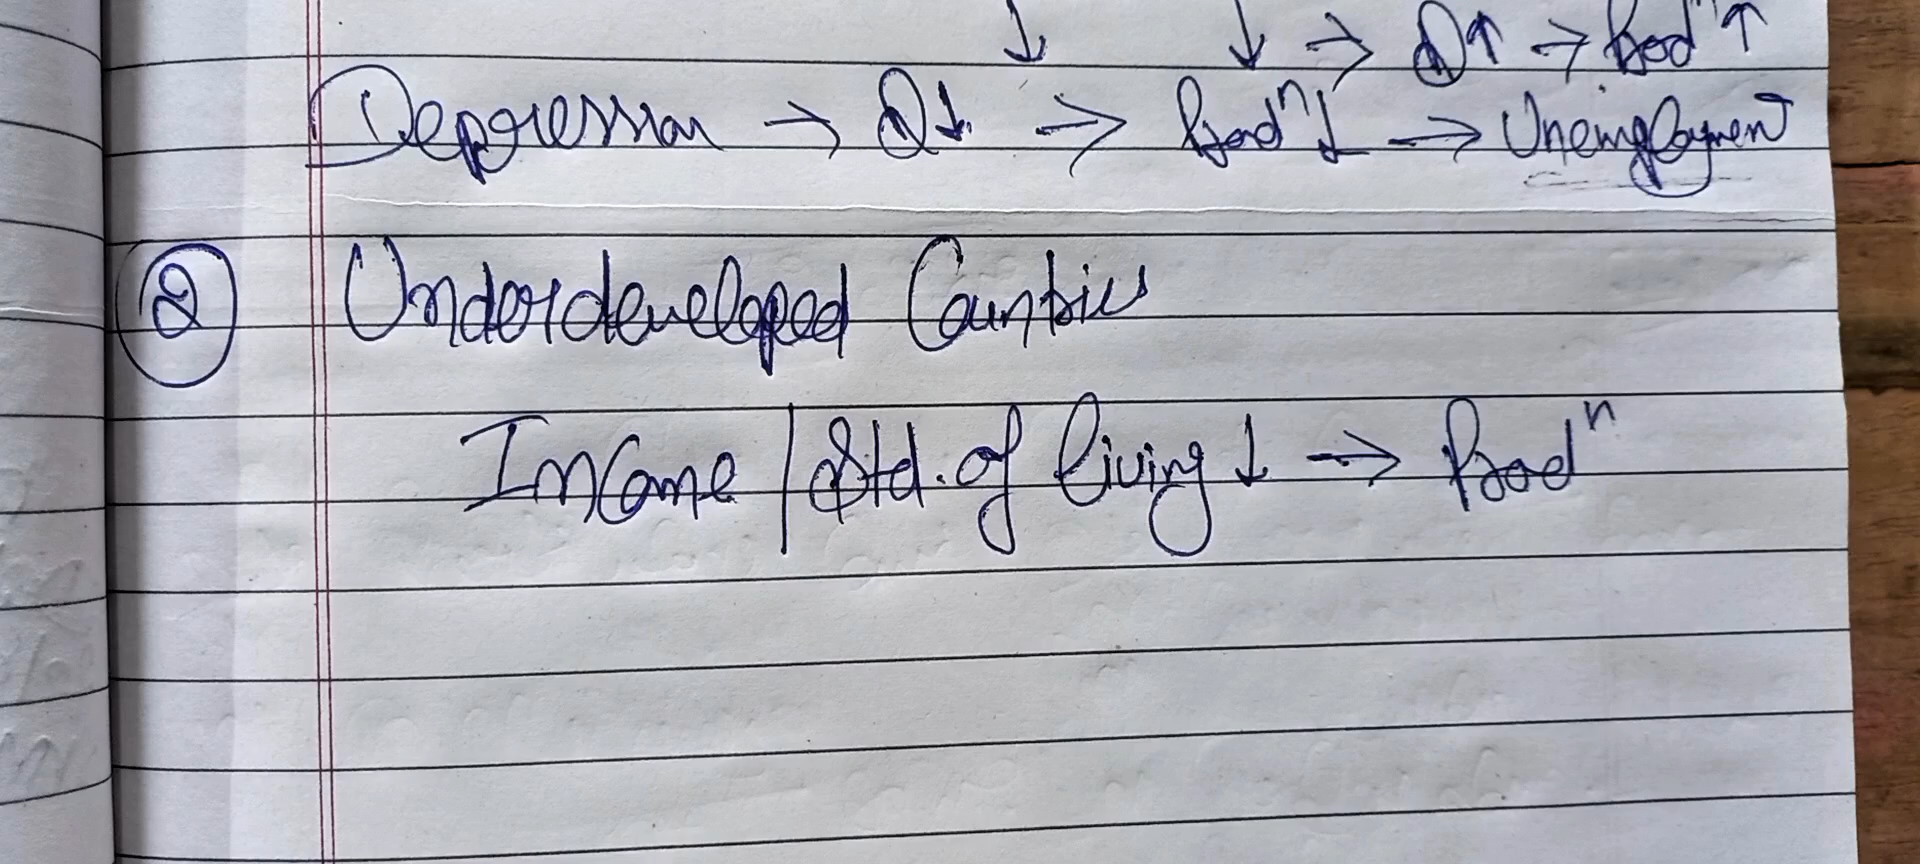 ↓ ↓ → D↑ → Prodⁿ↑
Depression → D↓ → Prodⁿ↓ → Unemployment
② Underdeveloped Countries
Income / Std. of living ↓ → Prodⁿ